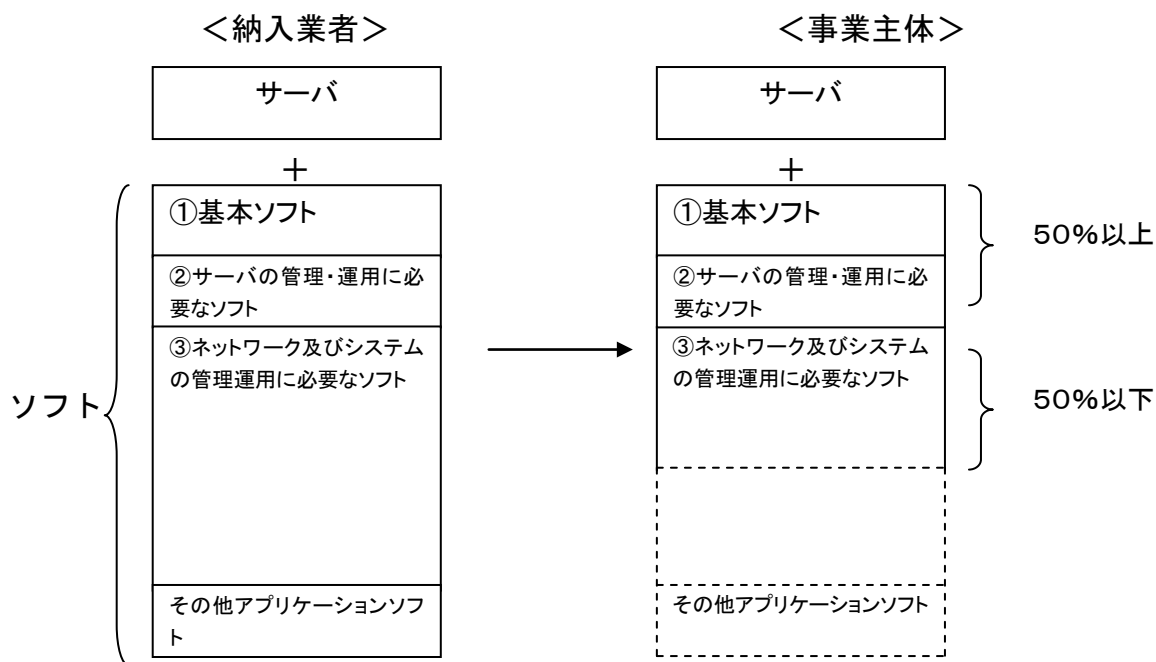 <納入業者>
サーバ
+
ソフト
①基本ソフト
②サーバの管理・運用に必
要なソフト
③ネットワーク及びシステム
の管理運用に必要なソフト
その他アプリケーションソフ
ト
<事業主体>
サーバ
+
①基本ソフト
②サーバの管理・運用に必
要なソフト
③ネットワーク及びシステム
の管理運用に必要なソフト
その他アプリケーションソフト
50%以上
50%以下